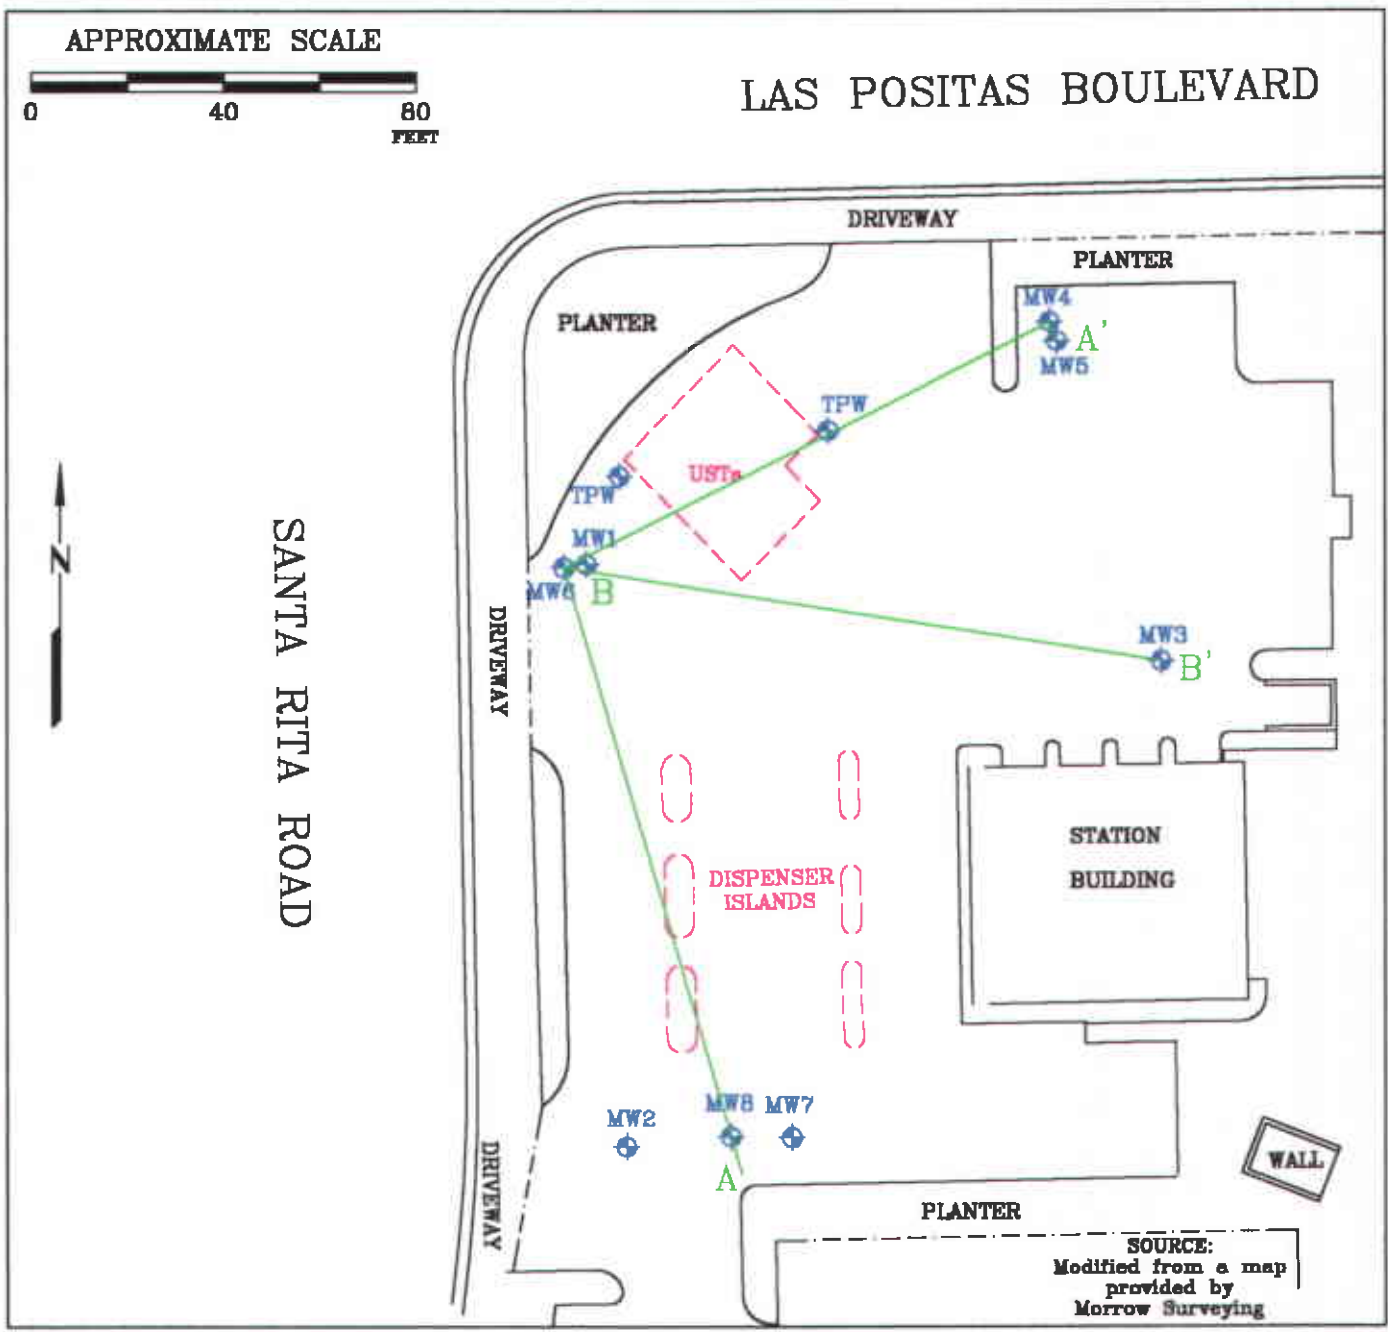 APPROXIMATE SCALE
0 40 80
FEET
LAS POSITAS BOULEVARD
DRIVEWAY
PLANTER
MW4
A'
MW5
PLANTER
TPW
USTs
TPW
MW1
MW6
B
MW3
B'
N
SANTA RITA ROAD
DRIVEWAY
STATION
BUILDING
DISPENSER
ISLANDS
MW2
MW8
MW7
A
DRIVEWAY
WALL
PLANTER
SOURCE:
Modified from a map
provided by
Morrow Surveying